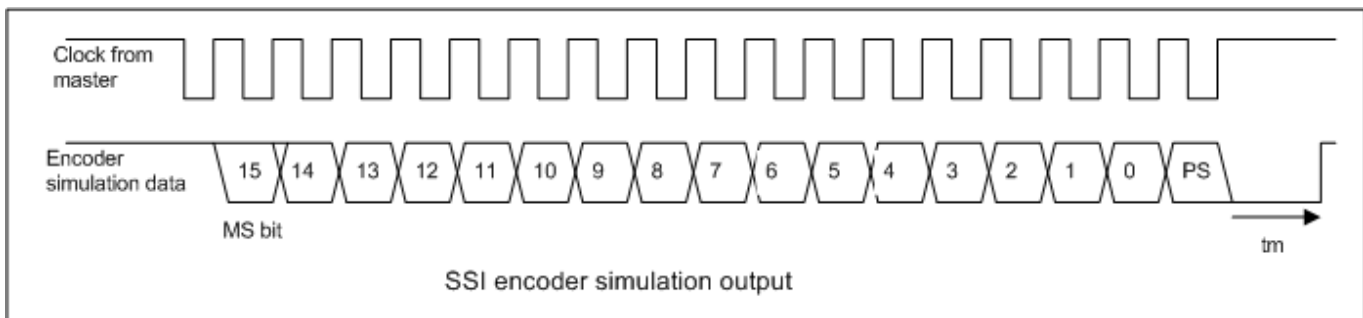 Clock from
master
Encoder
simulation data
15 14 13 12 11 10 9 8 7 6 5 4 3 2 1 0 PS
MS bit
tm
SSI encoder simulation output